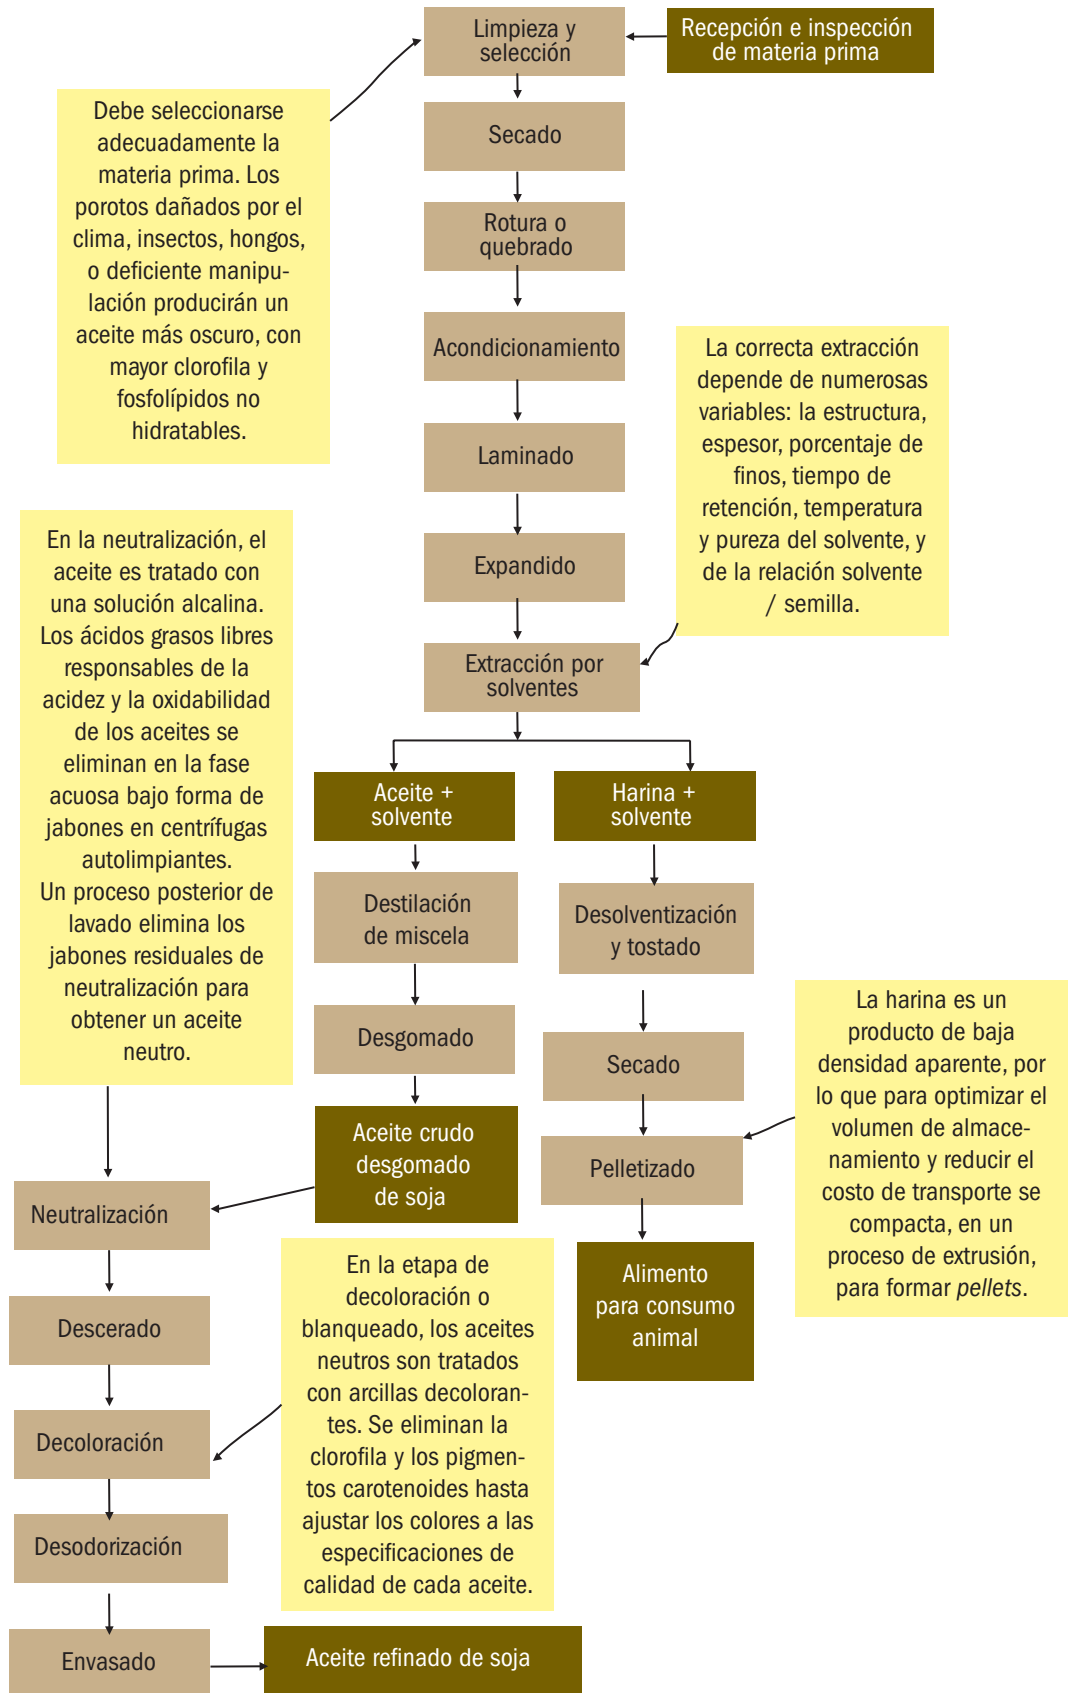 Limpieza y
selección
Recepción e inspección
de materia prima
Debe seleccionarse
adecuadamente la
materia prima. Los
porotos dañados por el
clima, insectos, hongos,
o deficiente manipu-
lación producirán un
aceite más oscuro, con
mayor clorofila y
fosfolípidos no
hidratables.
Secado
Rotura o
quebrado
Acondicionamiento
Laminado
Expandido
La correcta extracción
depende de numerosas
variables: la estructura,
espesor, porcentaje de
finos, tiempo de
retención, temperatura
y pureza del solvente, y
de la relación solvente
/ semilla.
Extracción por
solventes
Aceite +
solvente
Harina +
solvente
Destilación
de miscela
Desolventización
y tostado
Desgomado
Secado
Aceite crudo
desgomado
de soja
Pelletizado
La harina es un
producto de baja
densidad aparente, por
lo que para optimizar el
volumen de almace-
namiento y reducir el
costo de transporte se
compacta, en un
proceso de extrusión,
para formar pellets.
Alimento
para consumo
animal
En la neutralización, el
aceite es tratado con
una solución alcalina.
Los ácidos grasos libres
responsables de la
acidez y la oxidabilidad
de los aceites se
eliminan en la fase
acuosa bajo forma de
jabones en centrífugas
autolimpiantes.
Un proceso posterior de
lavado elimina los
jabones residuales de
neutralización para
obtener un aceite
neutro.
Neutralización
Descerado
Decoloración
En la etapa de
decoloración o
blanqueado, los aceites
neutros son tratados
con arcillas decoloran-
tes. Se eliminan la
clorofila y los pigmen-
tos carotenoides hasta
ajustar los colores a las
especificaciones de
calidad de cada aceite.
Desodorización
Envasado
Aceite refinado de soja